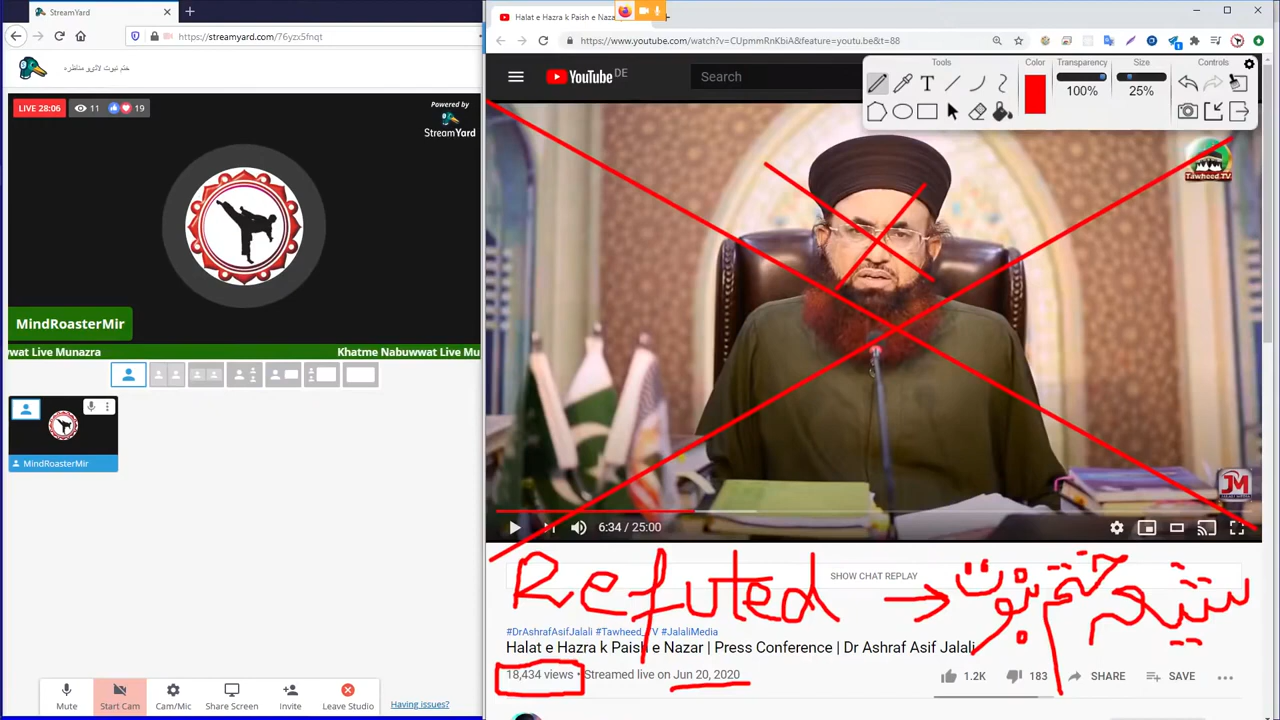 StreamYard
https://streamyard.com/76yzx5fnqt
ختم نبوت لائیو مناظرہ
LIVE 28:06
11
19
Powered by
StreamYard
MindRoasterMir
wwat Live Munazra
Khatme Nabuwwat Live Mu
MindRoasterMir
Mute
Start Cam
Cam/Mic
Share Screen
Invite
Leave Studio
Having issues?
Halat e Hazra k Paish e Naza
https://www.youtube.com/watch?v=CUpmmRnKbiA&feature=youtu.be&t=88
YouTube DE
Search
Tools
Color
Transparency
Size
Controls
100%
25%
Tawheed.TV
JM
6:34 / 25:00
SHOW CHAT REPLAY
Refuted
#DrAshrafAsifJalali #Tawheed_TV #JalaliMedia
Halat e Hazra k Paish e Nazar | Press Conference | Dr Ashraf Asif Jalali
18,434 views • Streamed live on Jun 20, 2020
1.2K
183
SHARE
SAVE